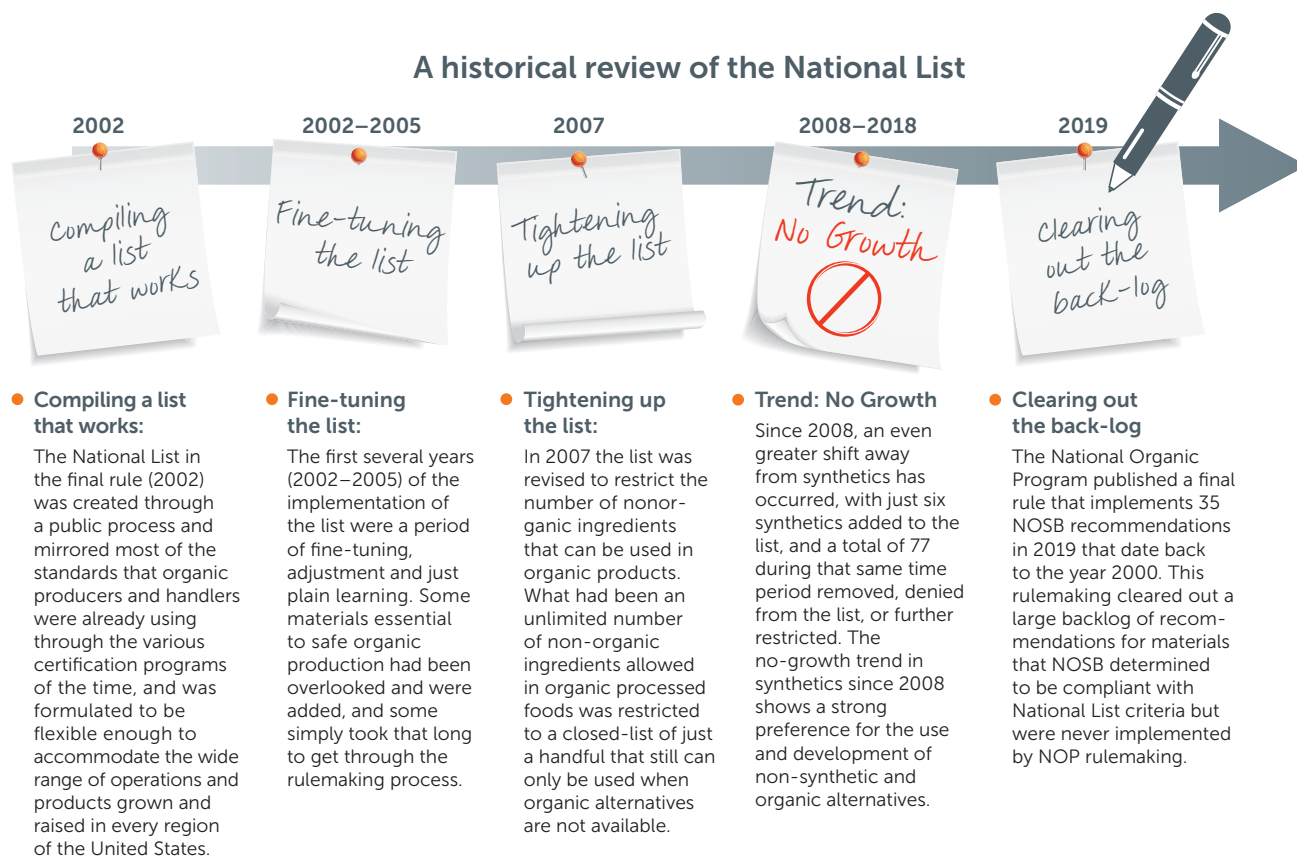 A historical review of the National List
2002
2002–2005
2007
2008–2018
2019
Compiling
a list
that works
Fine-tuning
the list
Tightening
up the list
Trend:
No Growth
Clearing
out the
back-log
Compiling a list
that works:
The National List in
the final rule (2002)
was created through
a public process and
mirrored most of the
standards that organic
producers and handlers
were already using
through the various
certification programs
of the time, and was
formulated to be
flexible enough to
accommodate the wide
range of operations and
products grown and
raised in every region
of the United States.
Fine-tuning
the list:
The first several years
(2002–2005) of the
implementation of
the list were a period
of fine-tuning,
adjustment and just
plain learning. Some
materials essential
to safe organic
production had been
overlooked and were
added, and some
simply took that long
to get through the
rulemaking process.
Tightening up
the list:
In 2007 the list was
revised to restrict the
number of nonor-
ganic ingredients
that can be used in
organic products.
What had been an
unlimited number
of non-organic
ingredients allowed
in organic processed
foods was restricted
to a closed-list of just
a handful that still can
only be used when
organic alternatives
are not available.
Trend: No Growth
Since 2008, an even
greater shift away
from synthetics has
occurred, with just six
synthetics added to the
list, and a total of 77
during that same time
period removed, denied
from the list, or further
restricted. The
no-growth trend in
synthetics since 2008
shows a strong
preference for the use
and development of
non-synthetic and
organic alternatives.
Clearing out
the back-log
The National Organic
Program published a final
rule that implements 35
NOSB recommendations
in 2019 that date back
to the year 2000. This
rulemaking cleared out a
large backlog of recom-
mendations for materials
that NOSB determined
to be compliant with
National List criteria but
were never implemented
by NOP rulemaking.